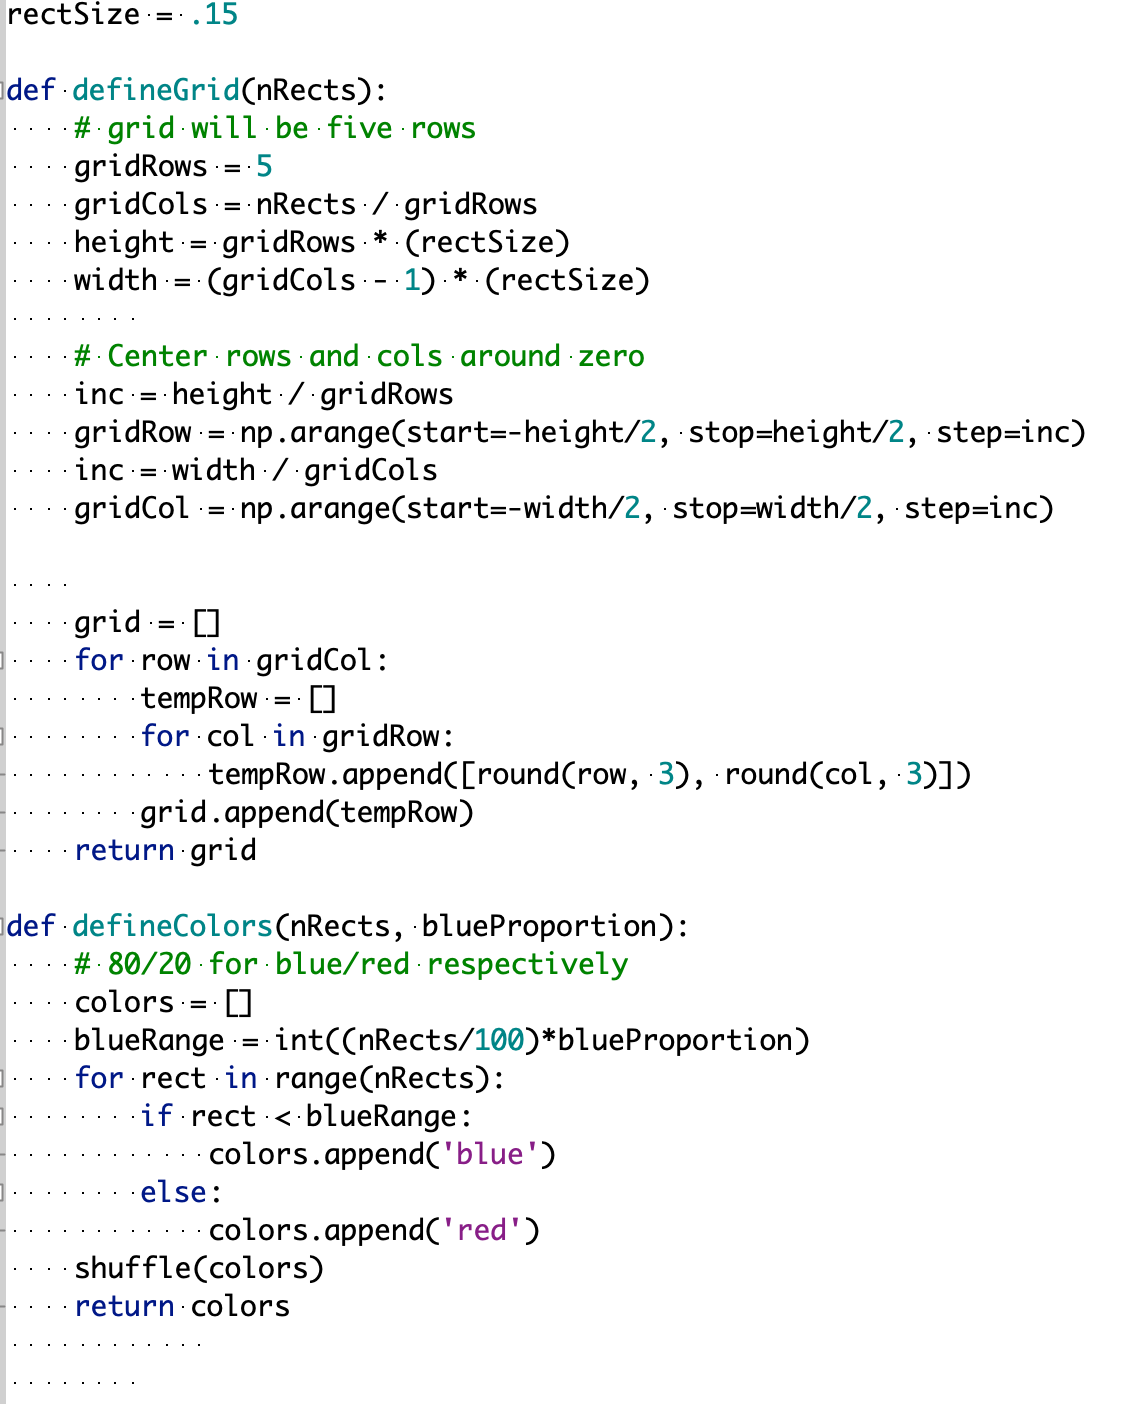 rectSize = .15
def defineGrid(nRects):
    # grid will be five rows
    gridRows = 5
    gridCols = nRects / gridRows
    height = gridRows * (rectSize)
    width = (gridCols - 1) * (rectSize)
    # Center rows and cols around zero
    inc = height / gridRows
    gridRow = np.arange(start=-height/2, stop=height/2, step=inc)
    inc = width / gridCols
    gridCol = np.arange(start=-width/2, stop=width/2, step=inc)
    grid = []
    for row in gridCol:
        tempRow = []
        for col in gridRow:
            tempRow.append([round(row, 3), round(col, 3)])
        grid.append(tempRow)
    return grid
def defineColors(nRects, blueProportion):
    # 80/20 for blue/red respectively
    colors = []
    blueRange = int((nRects/100)*blueProportion)
    for rect in range(nRects):
        if rect < blueRange:
            colors.append('blue')
        else:
            colors.append('red')
    shuffle(colors)
    return colors